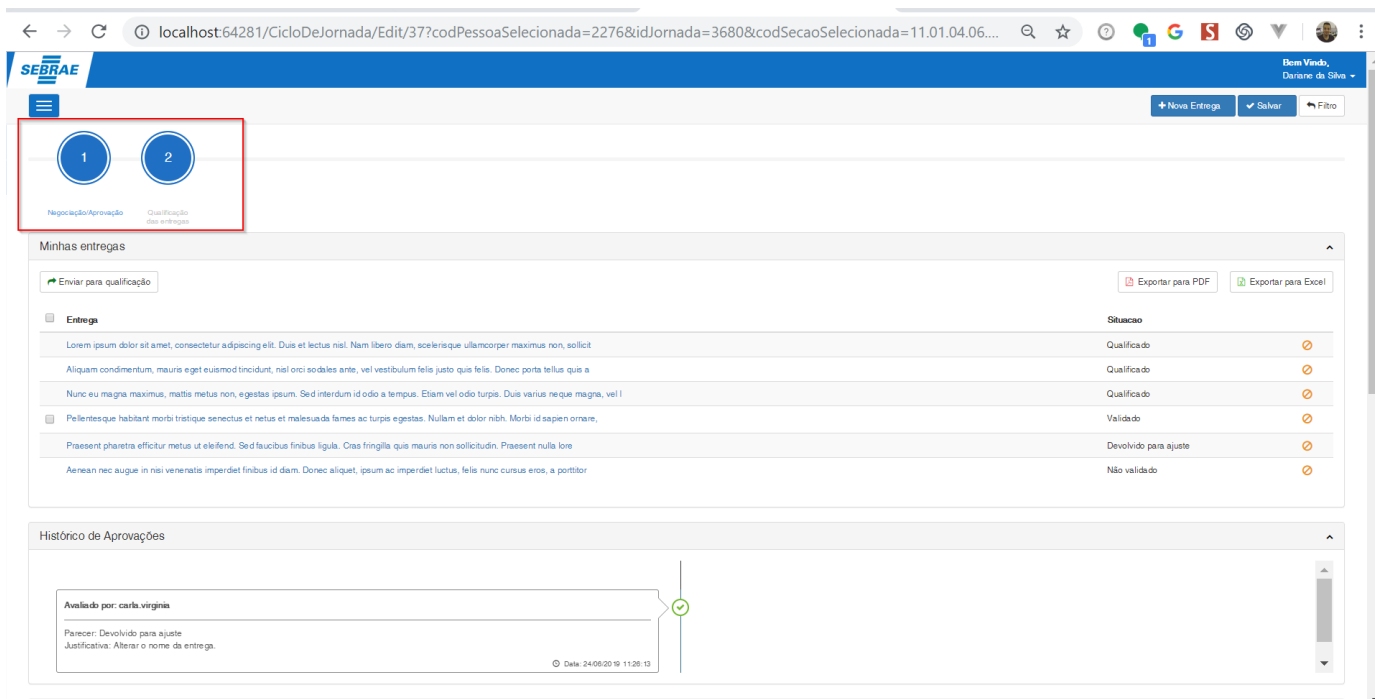 localhost:64281/CicloDeJornada/Edit/37?codPessoaSelecionada=2276&idJornada=3680&codSecaoSelecionada=11.01.04.06....
1
SEBRAE
Bem Vindo,
Dariane da Silva
Nova Entrega
Salvar
Filtro
1
2
Negociação/Aprovação
Qualificação
das entregas
Minhas entregas
Enviar para qualificação
Exportar para PDF
Exportar para Excel
Entrega Situacao
Lorem ipsum dolor sit amet, consectetur adipiscing elit. Duis et lectus nisl. Nam libero diam, scelerisque ullamcorper maximus non, sollicit Qualificado
Aliquam condimentum, mauris eget euismod tincidunt, nisl orci sodales ante, vel vestibulum felis justo quis felis. Donec porta tellus quis a Qualificado
Nunc eu magna maximus, mattis metus non, egestas ipsum. Sed interdum id odio a tempus. Etiam vel odio turpis. Duis varius neque magna, vel l Qualificado
Pellentesque habitant morbi tristique senectus et netus et malesuada fames ac turpis egestas. Nullam et dolor nibh. Morbi id sapien ornare, Validado
Praesent pharetra efficitur metus ut eleifend. Sed faucibus finibus ligula. Cras fringilla quis mauris non sollicitudin. Praesent nulla lore Devolvido para ajuste
Aenean nec augue in nisi venenatis imperdiet finibus id diam. Donec aliquet, ipsum ac imperdiet luctus, felis nunc cursus eros, a porttitor Não validado
Histórico de Aprovações
Avaliado por: carla.virginia
Parecer: Devolvido para ajuste
Justificativa: Alterar o nome da entrega.
Data: 24/06/2019 11:26:13